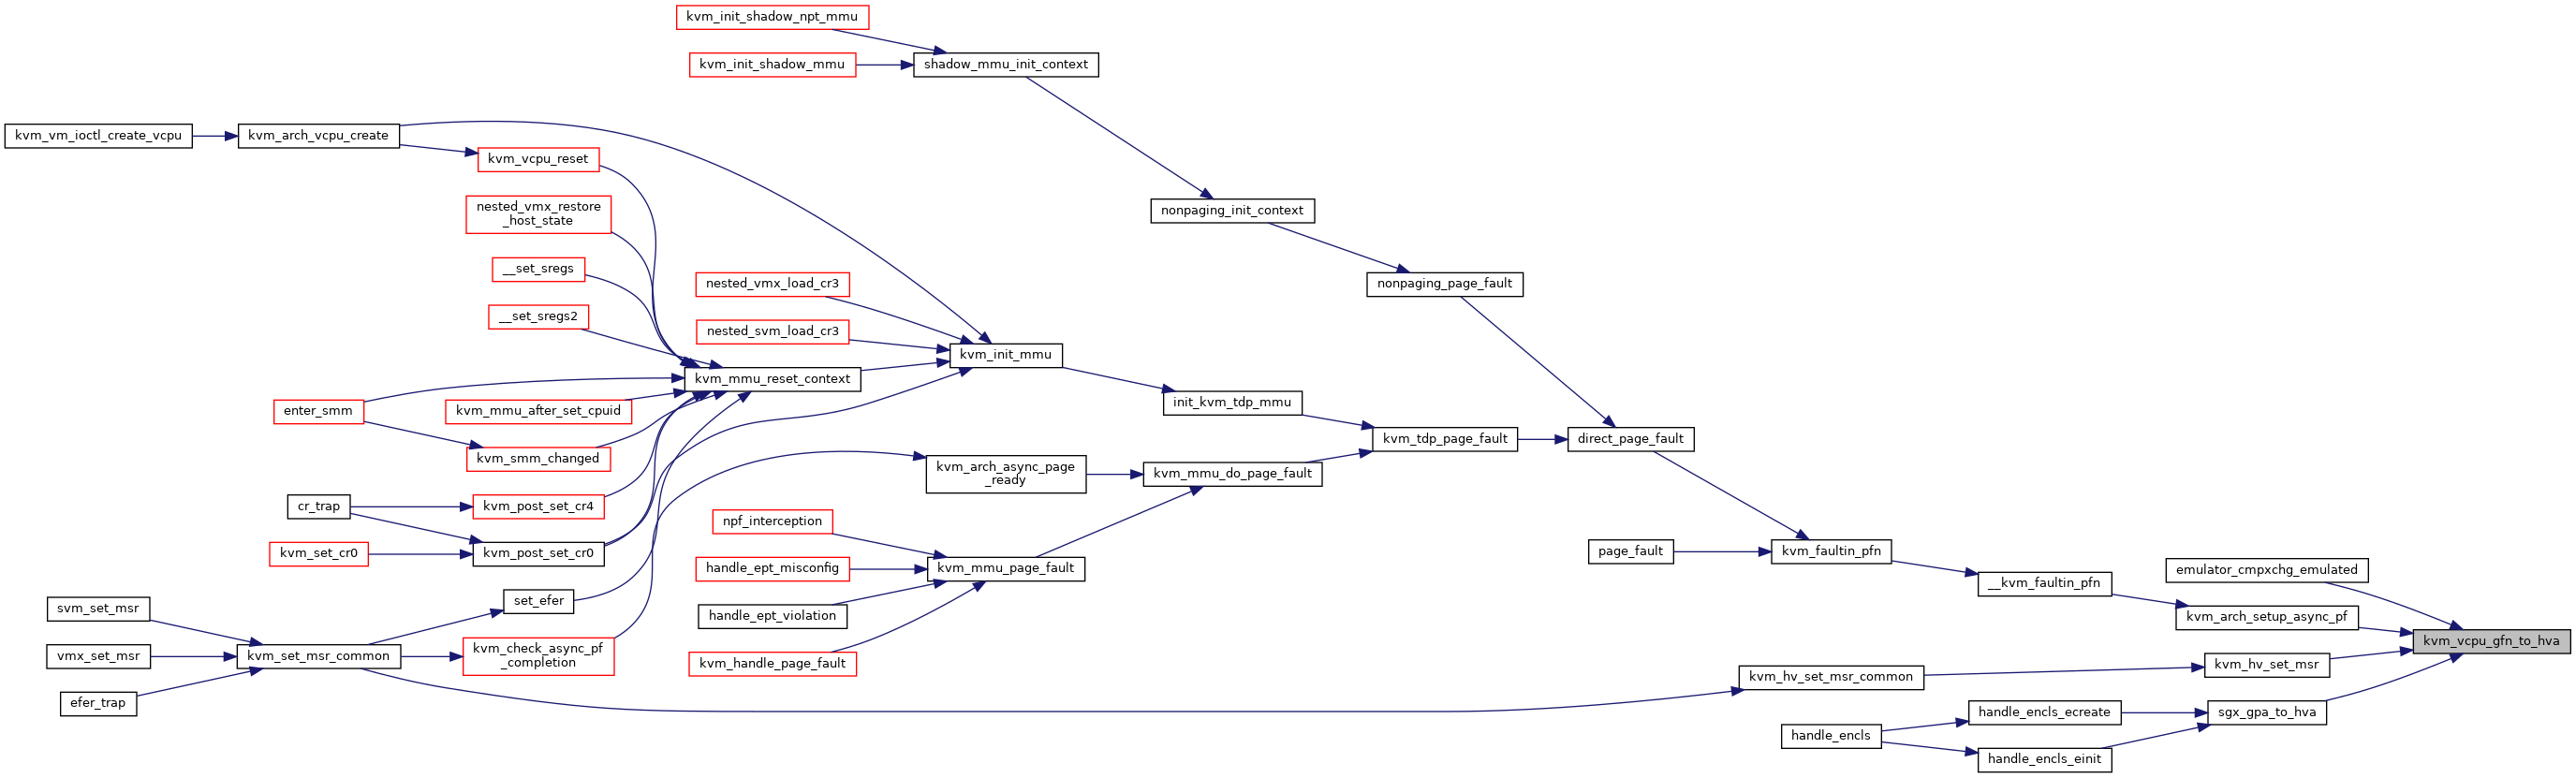 kvm_init_shadow_npt_mmu
kvm_init_shadow_mmu
shadow_mmu_init_context
kvm_vm_ioctl_create_vcpu
kvm_arch_vcpu_create
kvm_vcpu_reset
nested_vmx_restore
_host_state
nonpaging_init_context
__set_sregs
nested_vmx_load_cr3
nonpaging_page_fault
__set_sregs2
nested_svm_load_cr3
kvm_init_mmu
kvm_mmu_reset_context
init_kvm_tdp_mmu
enter_smm
kvm_mmu_after_set_cpuid
kvm_tdp_page_fault
direct_page_fault
kvm_smm_changed
kvm_arch_async_page
_ready
kvm_mmu_do_page_fault
cr_trap
kvm_post_set_cr4
npf_interception
kvm_set_cr0
kvm_post_set_cr0
page_fault
kvm_faultin_pfn
handle_ept_misconfig
kvm_mmu_page_fault
emulator_cmpxchg_emulated
__kvm_faultin_pfn
svm_set_msr
set_efer
handle_ept_violation
kvm_arch_setup_async_pf
kvm_vcpu_gfn_to_hva
vmx_set_msr
kvm_set_msr_common
kvm_check_async_pf
_completion
kvm_handle_page_fault
kvm_hv_set_msr
kvm_hv_set_msr_common
efer_trap
handle_encls_ecreate
sgx_gpa_to_hva
handle_encls
handle_encls_einit